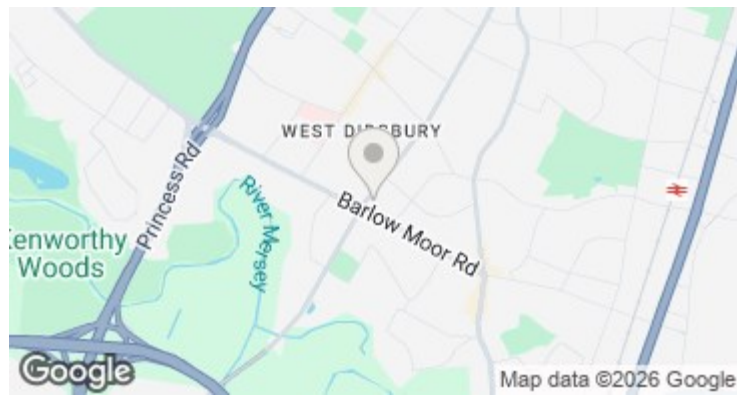 WEST DIDSBURY
Princess Rd
River Mersey
Barlow Moor Rd
Kenworthy
Woods
Google
Map data ©2026 Google